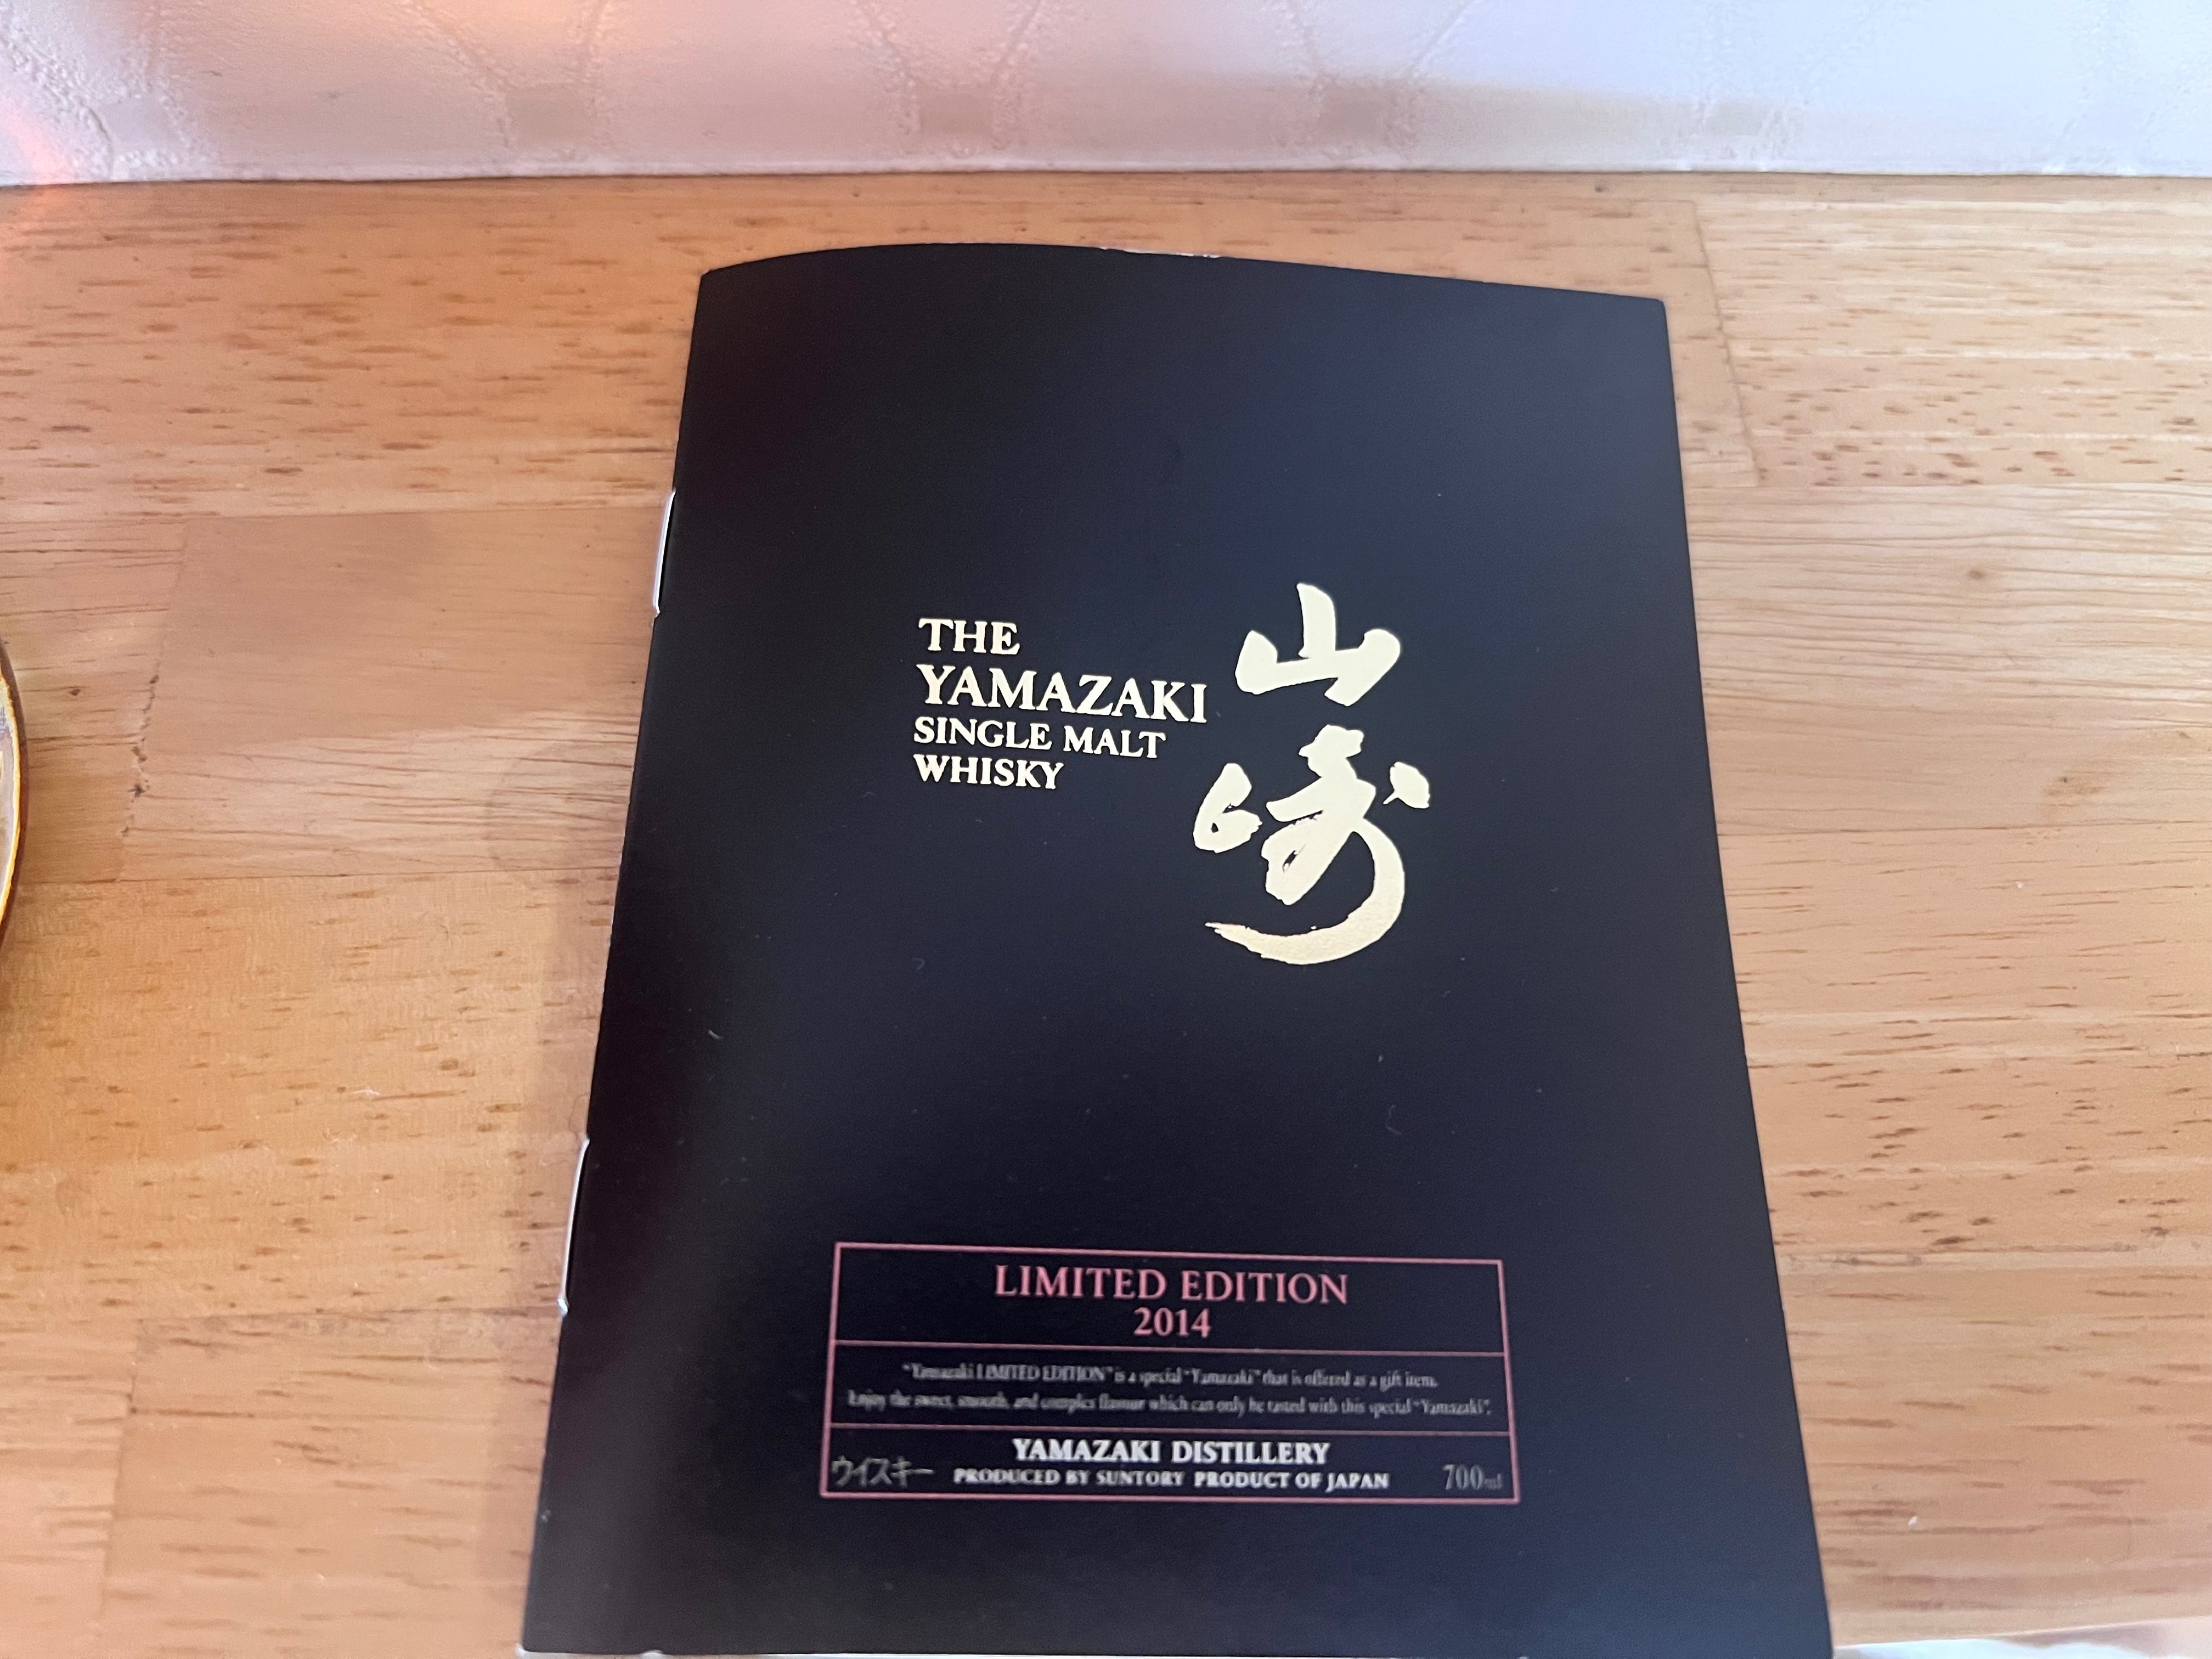 THE
YAMAZAKI
SINGLE MALT
WHISKY
山崎
LIMITED EDITION
2014
"Yamazaki LIMITED EDITION" is a special "Yamazaki" that is offered as a gift item.
Enjoy the sweet, smooth, and complex flavour which can only be tasted with this special "Yamazaki".
YAMAZAKI DISTILLERY
ウイスキー PRODUCED BY SUNTORY PRODUCT OF JAPAN 700ml